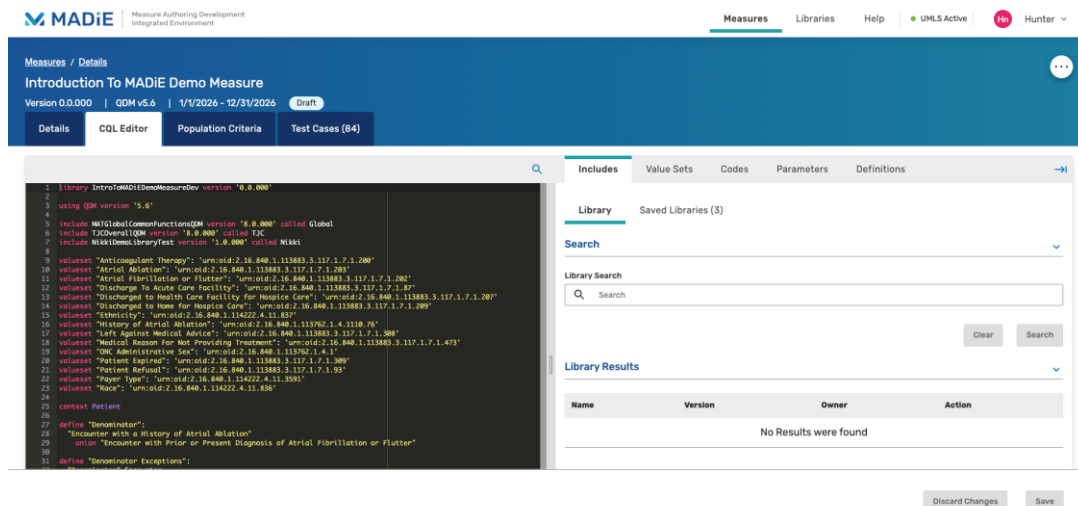 MADiE
Measure Authoring Development
Integrated Environment
Measures
Libraries
Help
UMLS Active
Hn
Hunter
Measures / Details
Introduction To MADiE Demo Measure
Version 0.0.000 | QDM v5.6 | 1/1/2026 - 12/31/2026 Draft
Details
CQL Editor
Population Criteria
Test Cases (84)
1 library IntroToMADiEDemoMeasureDev version '0.0.000'
2
3 using QDM version '5.6'
4
5 include MATGlobalCommonFunctionsQDM version '8.0.000' called Global
6 include TJCOverallQDM version '8.0.000' called TJC
7 include NikkiDemoLibraryTest version '1.0.000' called Nikki
8
9 valueset "Anticoagulant Therapy": 'urn:oid:2.16.840.1.113883.3.117.1.7.1.200'
10 valueset "Atrial Ablation": 'urn:oid:2.16.840.1.113883.3.117.1.7.1.203'
11 valueset "Atrial Fibrillation or Flutter": 'urn:oid:2.16.840.1.113883.3.117.1.7.1.202'
12 valueset "Discharge To Acute Care Facility": 'urn:oid:2.16.840.1.113883.3.117.1.7.1.87'
13 valueset "Discharged to Health Care Facility for Hospice Care": 'urn:oid:2.16.840.1.113883.3.117.1.7.1.207'
14 valueset "Discharged to Home for Hospice Care": 'urn:oid:2.16.840.1.113883.3.117.1.7.1.209'
15 valueset "Ethnicity": 'urn:oid:2.16.840.1.114222.4.11.837'
16 valueset "History of Atrial Ablation": 'urn:oid:2.16.840.1.113762.1.4.1110.76'
17 valueset "Left Against Medical Advice": 'urn:oid:2.16.840.1.113883.3.117.1.7.1.308'
18 valueset "Medical Reason For Not Providing Treatment": 'urn:oid:2.16.840.1.113883.3.117.1.7.1.473'
19 valueset "ONC Administrative Sex": 'urn:oid:2.16.840.1.113762.1.4.1'
20 valueset "Patient Expired": 'urn:oid:2.16.840.1.113883.3.117.1.7.1.309'
21 valueset "Patient Refusal": 'urn:oid:2.16.840.1.113883.3.117.1.7.1.93'
22 valueset "Payer Type": 'urn:oid:2.16.840.1.114222.4.11.3591'
23 valueset "Race": 'urn:oid:2.16.840.1.114222.4.11.836'
24
25 context Patient
26
27 define "Denominator":
28 "Encounter with a History of Atrial Ablation"
29 union "Encounter with Prior or Present Diagnosis of Atrial Fibrillation or Flutter"
30
31 define "Denominator Exceptions":
Includes
Value Sets
Codes
Parameters
Definitions
Library
Saved Libraries (3)
Search
Library Search
Search
Clear
Search
Library Results
Name
Version
Owner
Action
No Results were found
Discard Changes
Save